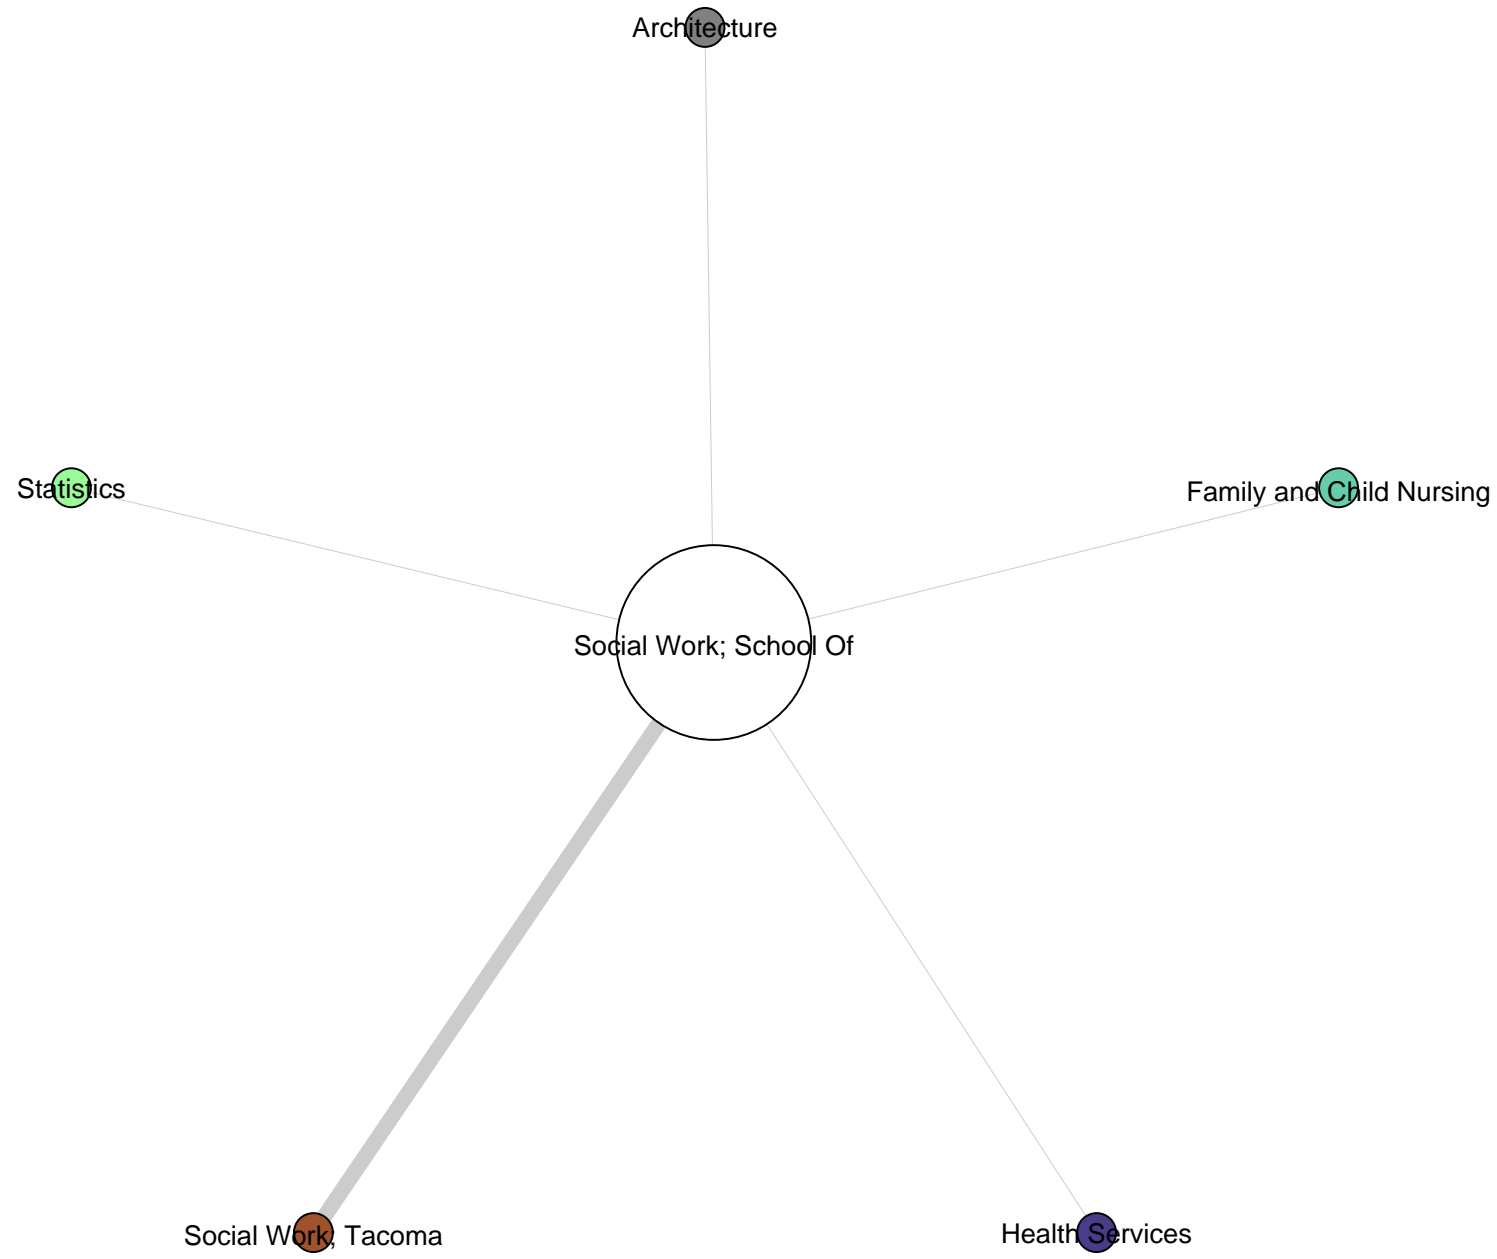 Architecture
Statistics
Family and Child Nursing
Social Work; School Of
Social Work; Tacoma
Health Services